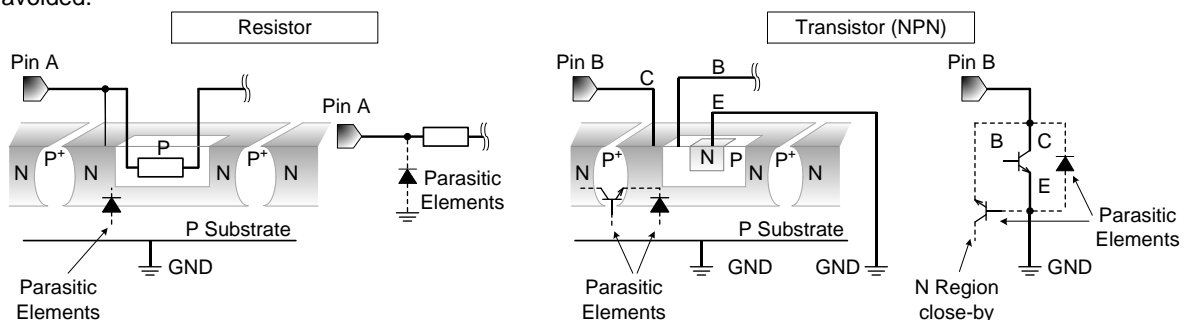 avoided.
Resistor
Transistor (NPN)
Pin A
Pin B
Pin B
C
B
E
Pin A
N
P+
N
P
N
P+
N
Parasitic
Elements
P Substrate
GND
Parasitic
Elements
N
P+
N
N
P
N
P+
N
P Substrate
GND
GND
Parasitic
Elements
B
C
E
Parasitic
Elements
GND
N Region
close-by